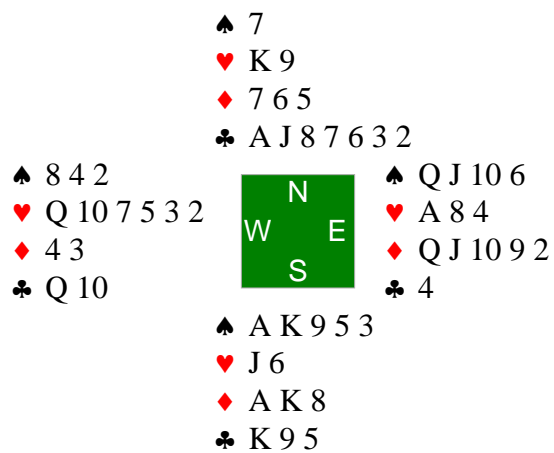 ♠ 7
♥ K 9
♦ 7 6 5
♣ A J 8 7 6 3 2
♠ 8 4 2
♥ Q 10 7 5 3 2
♦ 4 3
♣ Q 10
N
W E
S
♠ Q J 10 6
♥ A 8 4
♦ Q J 10 9 2
♣ 4
♠ A K 9 5 3
♥ J 6
♦ A K 8
♣ K 9 5